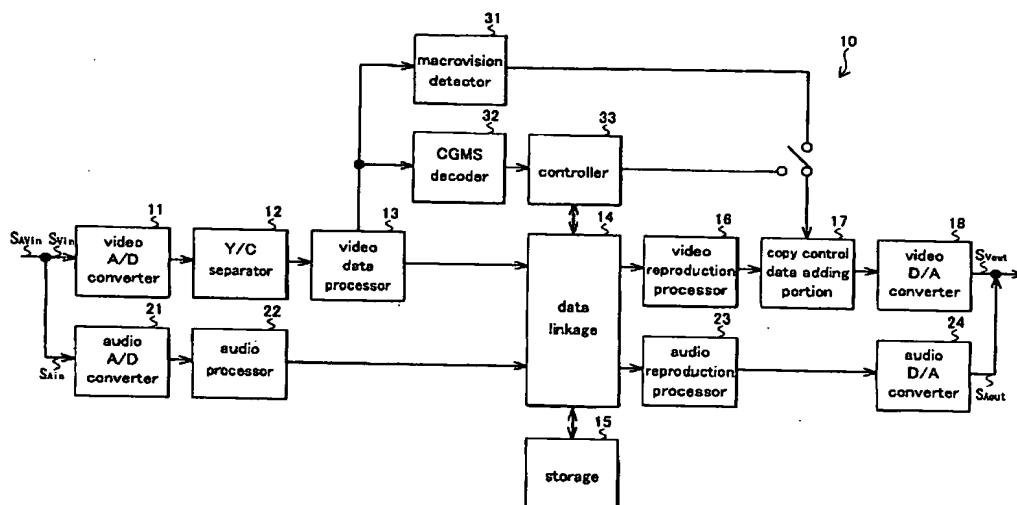 31
10
macrovision
detector
32
33
CGMS
decoder
controller
11
12
13
14
16
17
18
SAVin
SVin
video
A/D
converter
Y/C
separator
video
data
processor
data
linkage
video
reproduction
processor
copy control
data adding
portion
video
D/A
converter
SVout
21
22
23
24
SAin
audio
A/D
converter
audio
processor
audio
reproduction
processor
audio
D/A
converter
SAout
15
storage